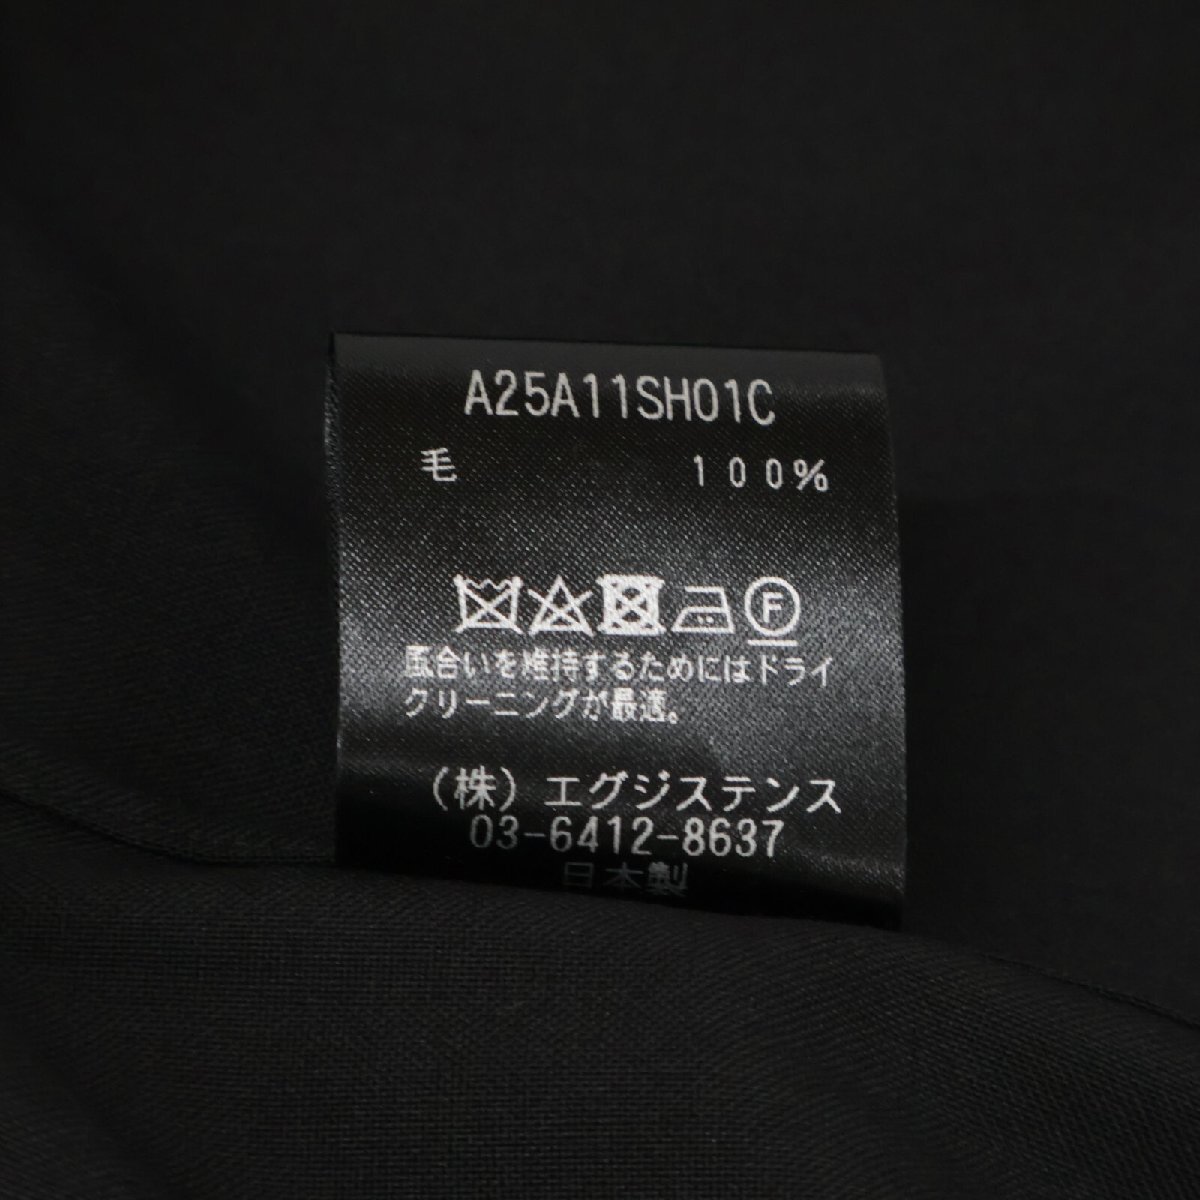 A25A11SH01C
毛 100%
F
風合いを維持するためにはドライ
クリーニングが最適。
(株)エグジステンス
03-6412-8637
日本製